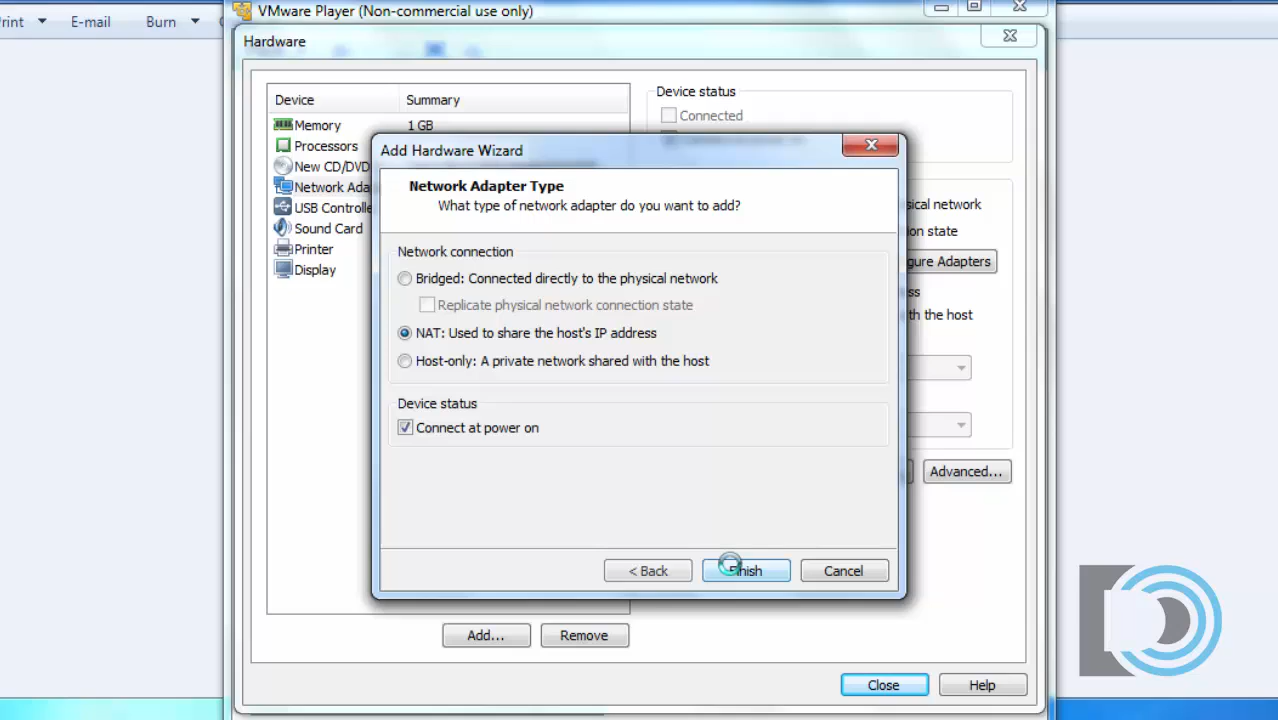 rint E-mail Burn
VMware Player (Non-commercial use only)
Hardware
Device Summary
Memory 1 GB
Processors
New CD/DVD
Network Ada
USB Controlle
Sound Card
Printer
Display
Device status
Connected
sical network
on state
gure Adapters
ss
h the host
Advanced...
Add Hardware Wizard
Network Adapter Type
What type of network adapter do you want to add?
Network connection
Bridged: Connected directly to the physical network
Replicate physical network connection state
NAT: Used to share the host's IP address
Host-only: A private network shared with the host
Device status
Connect at power on
< Back Finish Cancel
Add... Remove
Close Help